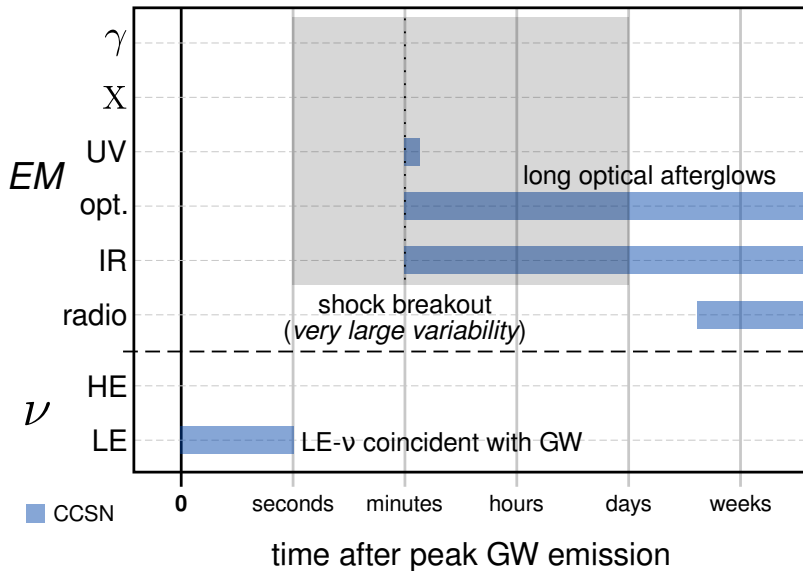 γ
X
UV
EM
long optical afterglows
opt.
IR
radio
shock breakout
(very large variability)
HE
ν
LE
LE-ν coincident with GW
0 seconds minutes hours days weeks
CCSN
time after peak GW emission